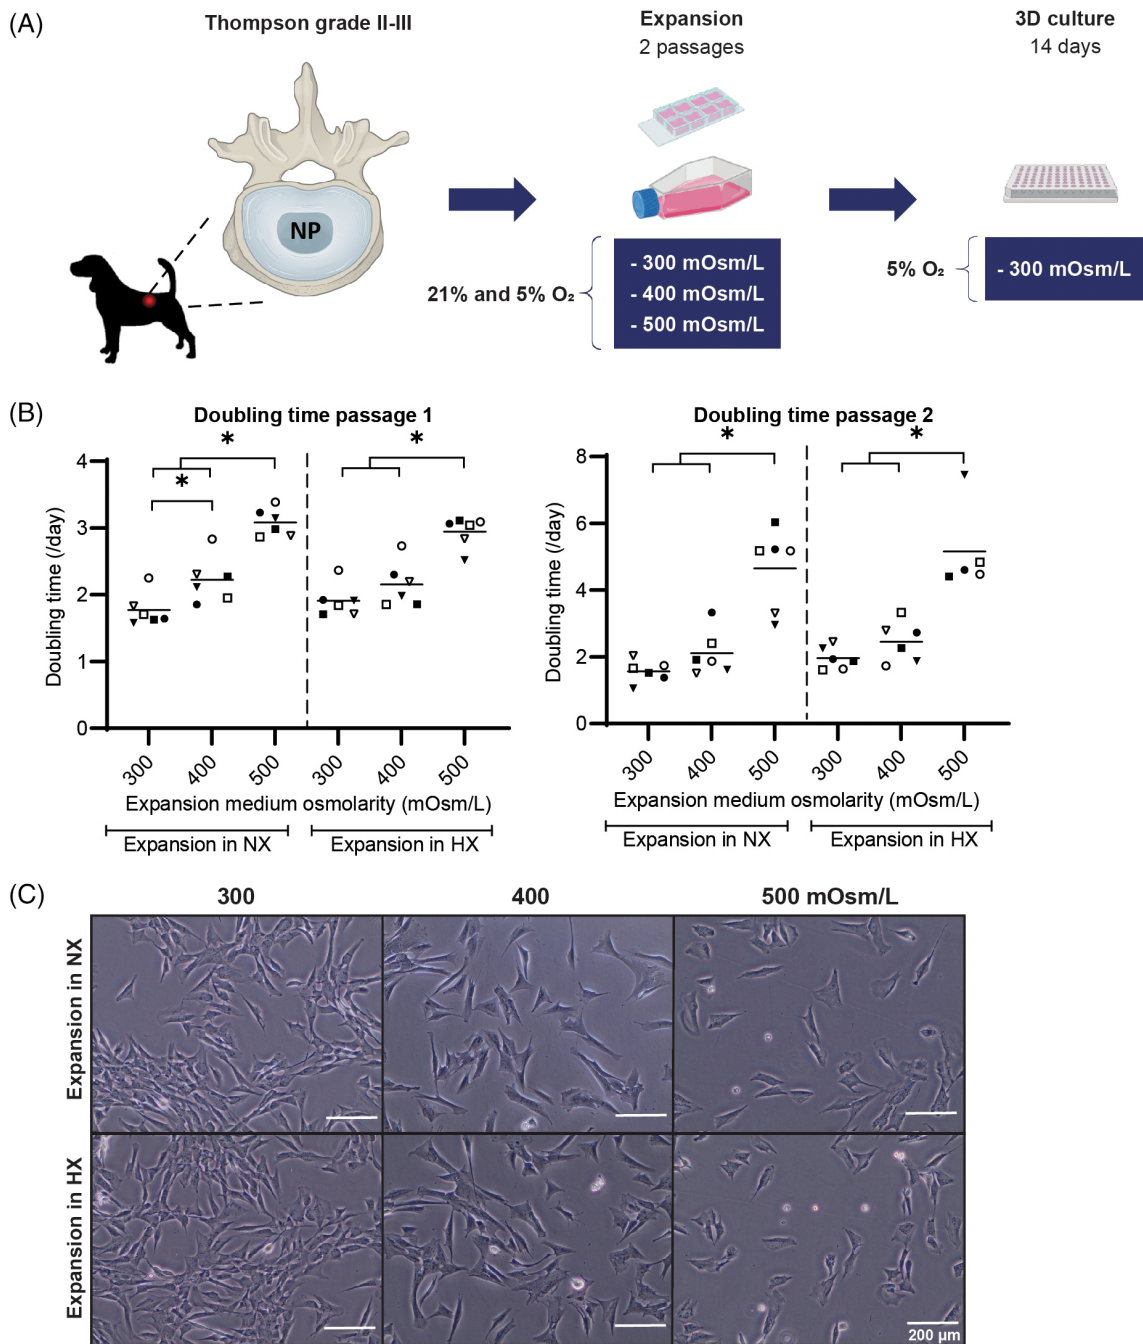 (A)
Thompson grade II-III
Expansion
2 passages
3D culture
14 days
NP
21% and 5% O₂
- 300 mOsm/L
- 400 mOsm/L
- 500 mOsm/L
5% O₂
- 300 mOsm/L
(B)
Doubling time passage 1
*
*
*
Doubling time (/day)
4
3
2
1
0
300
400
500
300
400
500
Expansion medium osmolarity (mOsm/L)
Expansion in NX
Expansion in HX
Doubling time passage 2
*
*
Doubling time (/day)
8
6
4
2
0
300
400
500
300
400
500
Expansion medium osmolarity (mOsm/L)
Expansion in NX
Expansion in HX
(C)
300
400
500 mOsm/L
Expansion in NX
Expansion in HX
200 µm